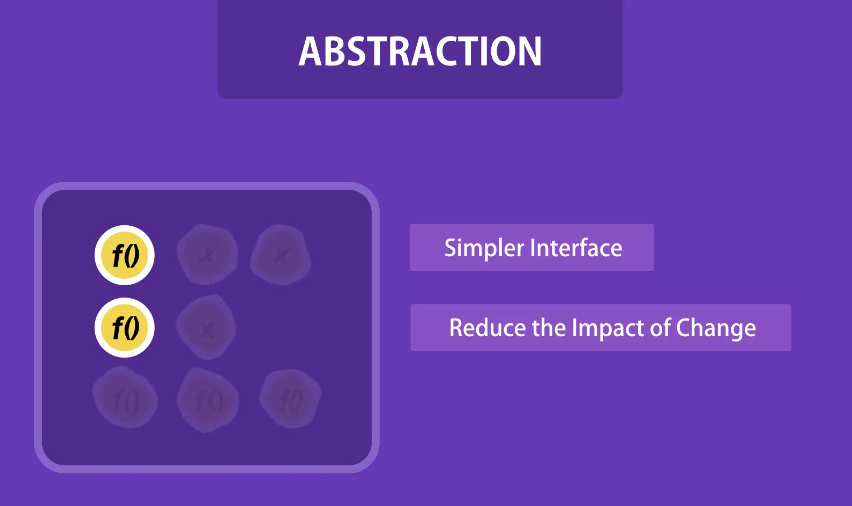 ABSTRACTION
f() x x
f() x
f() f() f()
Simpler Interface
Reduce the Impact of Change